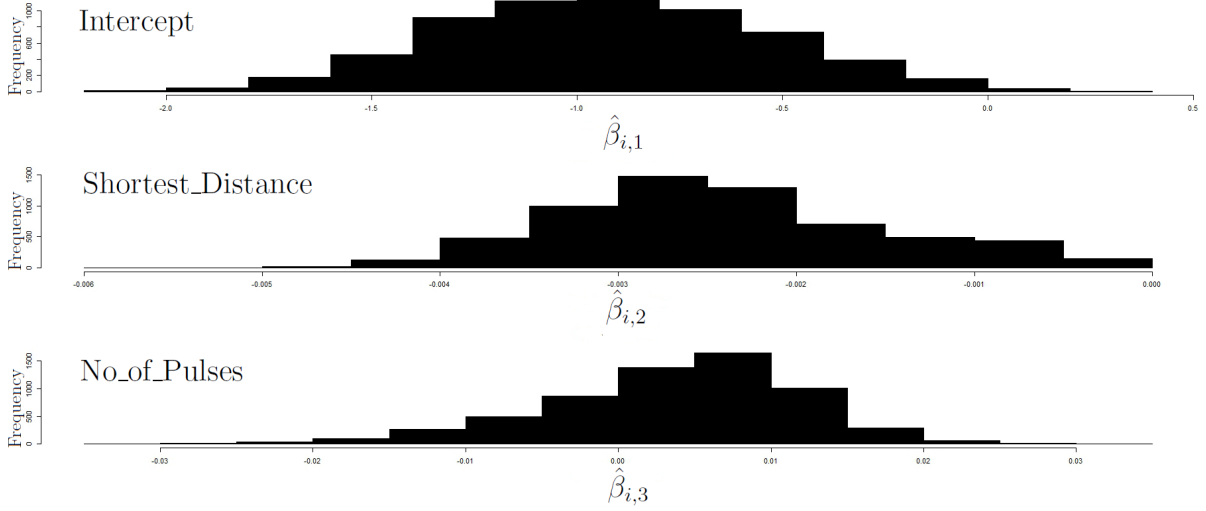 Intercept
Frequency
200
600
1000
-2.0 -1.5 -1.0 -0.5 0.0 0.5
β̂i,1
Shortest_Distance
Frequency
0
500
1000
1500
-0.006 -0.005 -0.004 -0.003 -0.002 -0.001 0.000
β̂i,2
No_of_Pulses
Frequency
0
500
1000
1500
-0.03 -0.02 -0.01 0.00 0.01 0.02 0.03
β̂i,3